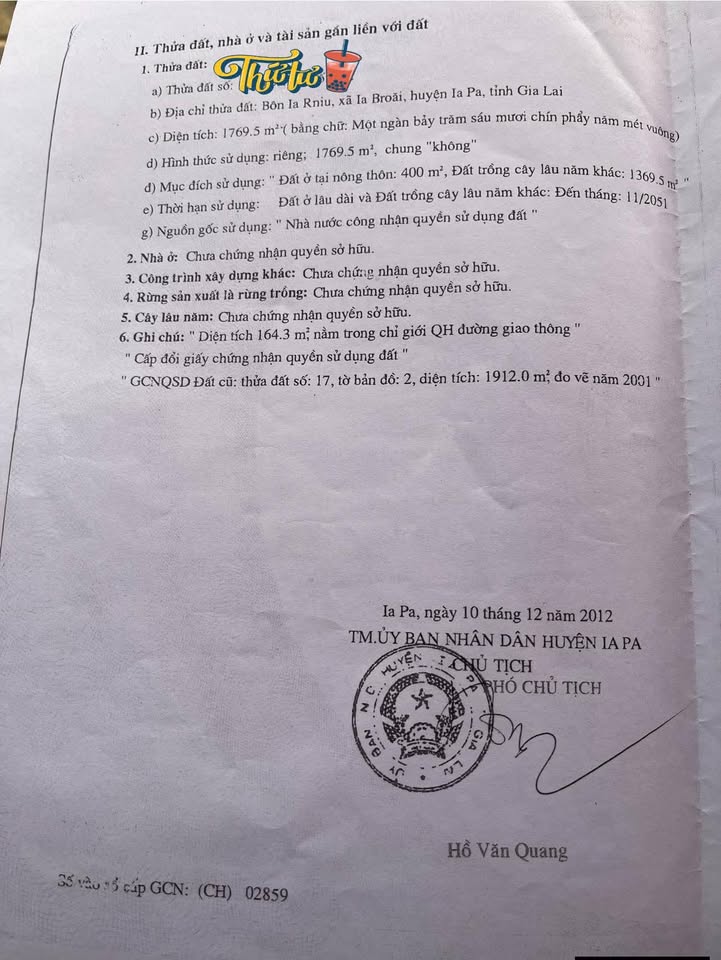 II. Thửa đất, nhà ở và tài sản gắn liền với đất
1. Thửa đất:
Thứ tư
a) Thửa đất số:
b) Địa chỉ thửa đất: Bôn Ia Rniu, xã Ia Broăi, huyện Ia Pa, tỉnh Gia Lai
c) Diện tích: 1769.5 m² ( bằng chữ: Một ngàn bảy trăm sáu mươi chín phẩy năm mét vuông)
d) Hình thức sử dụng: riêng; 1769.5 m², chung "không"
đ) Mục đích sử dụng: " Đất ở tại nông thôn: 400 m², Đất trồng cây lâu năm khác: 1369.5 m² "
e) Thời hạn sử dụng: Đất ở lâu dài và Đất trồng cây lâu năm khác: Đến tháng: 11/2051
g) Nguồn gốc sử dụng: " Nhà nước công nhận quyền sử dụng đất "
2. Nhà ở: Chưa chứng nhận quyền sở hữu.
3. Công trình xây dựng khác: Chưa chứng nhận quyền sở hữu.
4. Rừng sản xuất là rừng trồng: Chưa chứng nhận quyền sở hữu.
5. Cây lâu năm: Chưa chứng nhận quyền sở hữu.
6. Ghi chú: " Diện tích 164.3 m², nằm trong chỉ giới QH đường giao thông "
" Cấp đổi giấy chứng nhận quyền sử dụng đất "
" GCNQSD Đất cũ: thửa đất số: 17, tờ bản đồ: 2, diện tích: 1912.0 m², đo vẽ năm 2001 "
Ia Pa, ngày 10 tháng 12 năm 2012
TM.ỦY BAN NHÂN DÂN HUYỆN IA PA
CHỦ TỊCH
PHÓ CHỦ TỊCH
Hồ Văn Quang
Số vào sổ cấp GCN: (CH) 02859